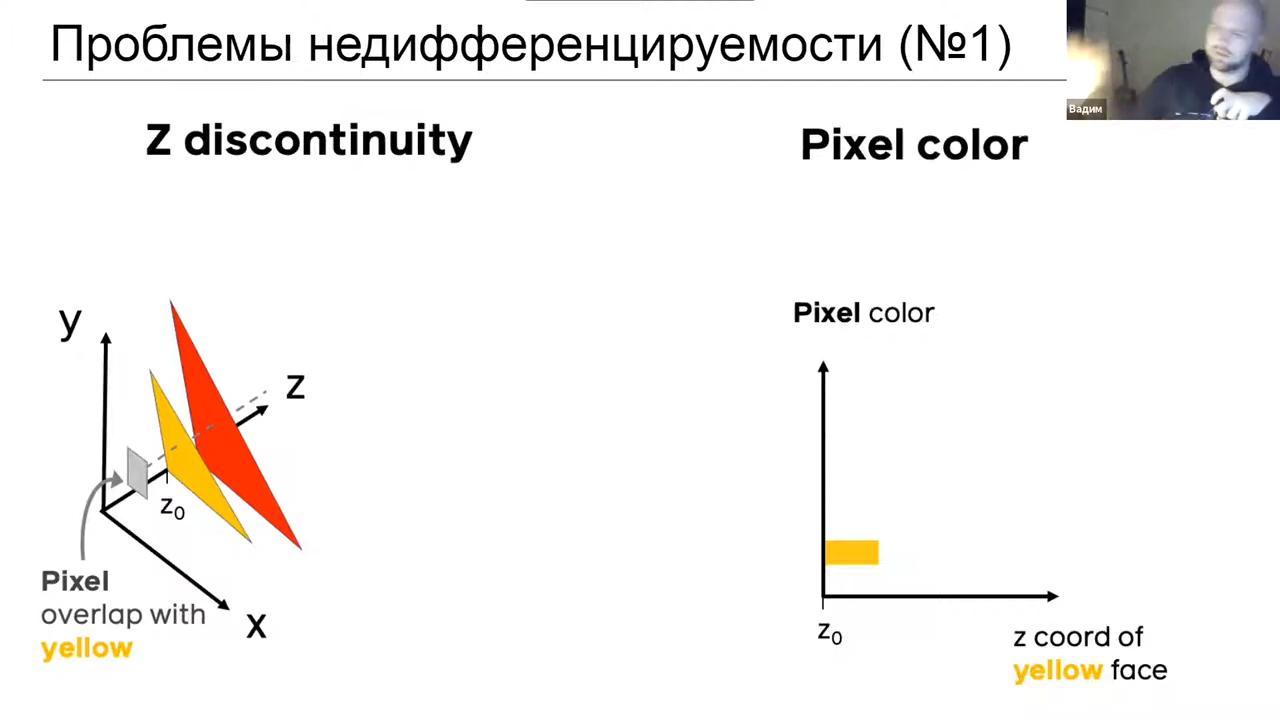 Проблемы недифференцируемости (№1)
Вадим
Z discontinuity
Pixel color
y
z
z0
x
Pixel
overlap with
yellow
Pixel color
z0
z coord of
yellow face